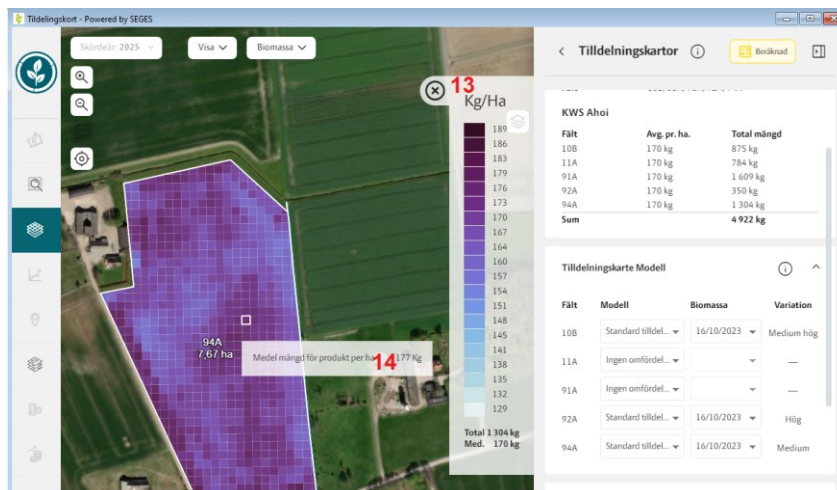 Tildelingskort - Powered by SEGES
Skördeår: 2025
Visa
Biomassa
Tilldelningskartor
Beräknad
13
Kg/Ha
189
186
183
179
176
173
170
167
164
160
157
154
151
148
145
141
138
135
132
129
Total 1 304 kg
Med. 170 kg
94A
7,67 ha
Medel mängd för produkt per ha
14
177 Kg
KWS Ahoi
Fält Avg. pr. ha. Total mängd
10B 170 kg 875 kg
11A 170 kg 784 kg
91A 170 kg 1 609 kg
92A 170 kg 350 kg
94A 170 kg 1 304 kg
Sum 4 922 kg
Tilldelningskarte Modell
Fält Modell Biomassa Variation
10B Standard tilldel... 16/10/2023 Medium hög
11A Ingen omfördel... —
91A Ingen omfördel... —
92A Standard tilldel... 16/10/2023 Hög
94A Standard tilldel... 16/10/2023 Medium